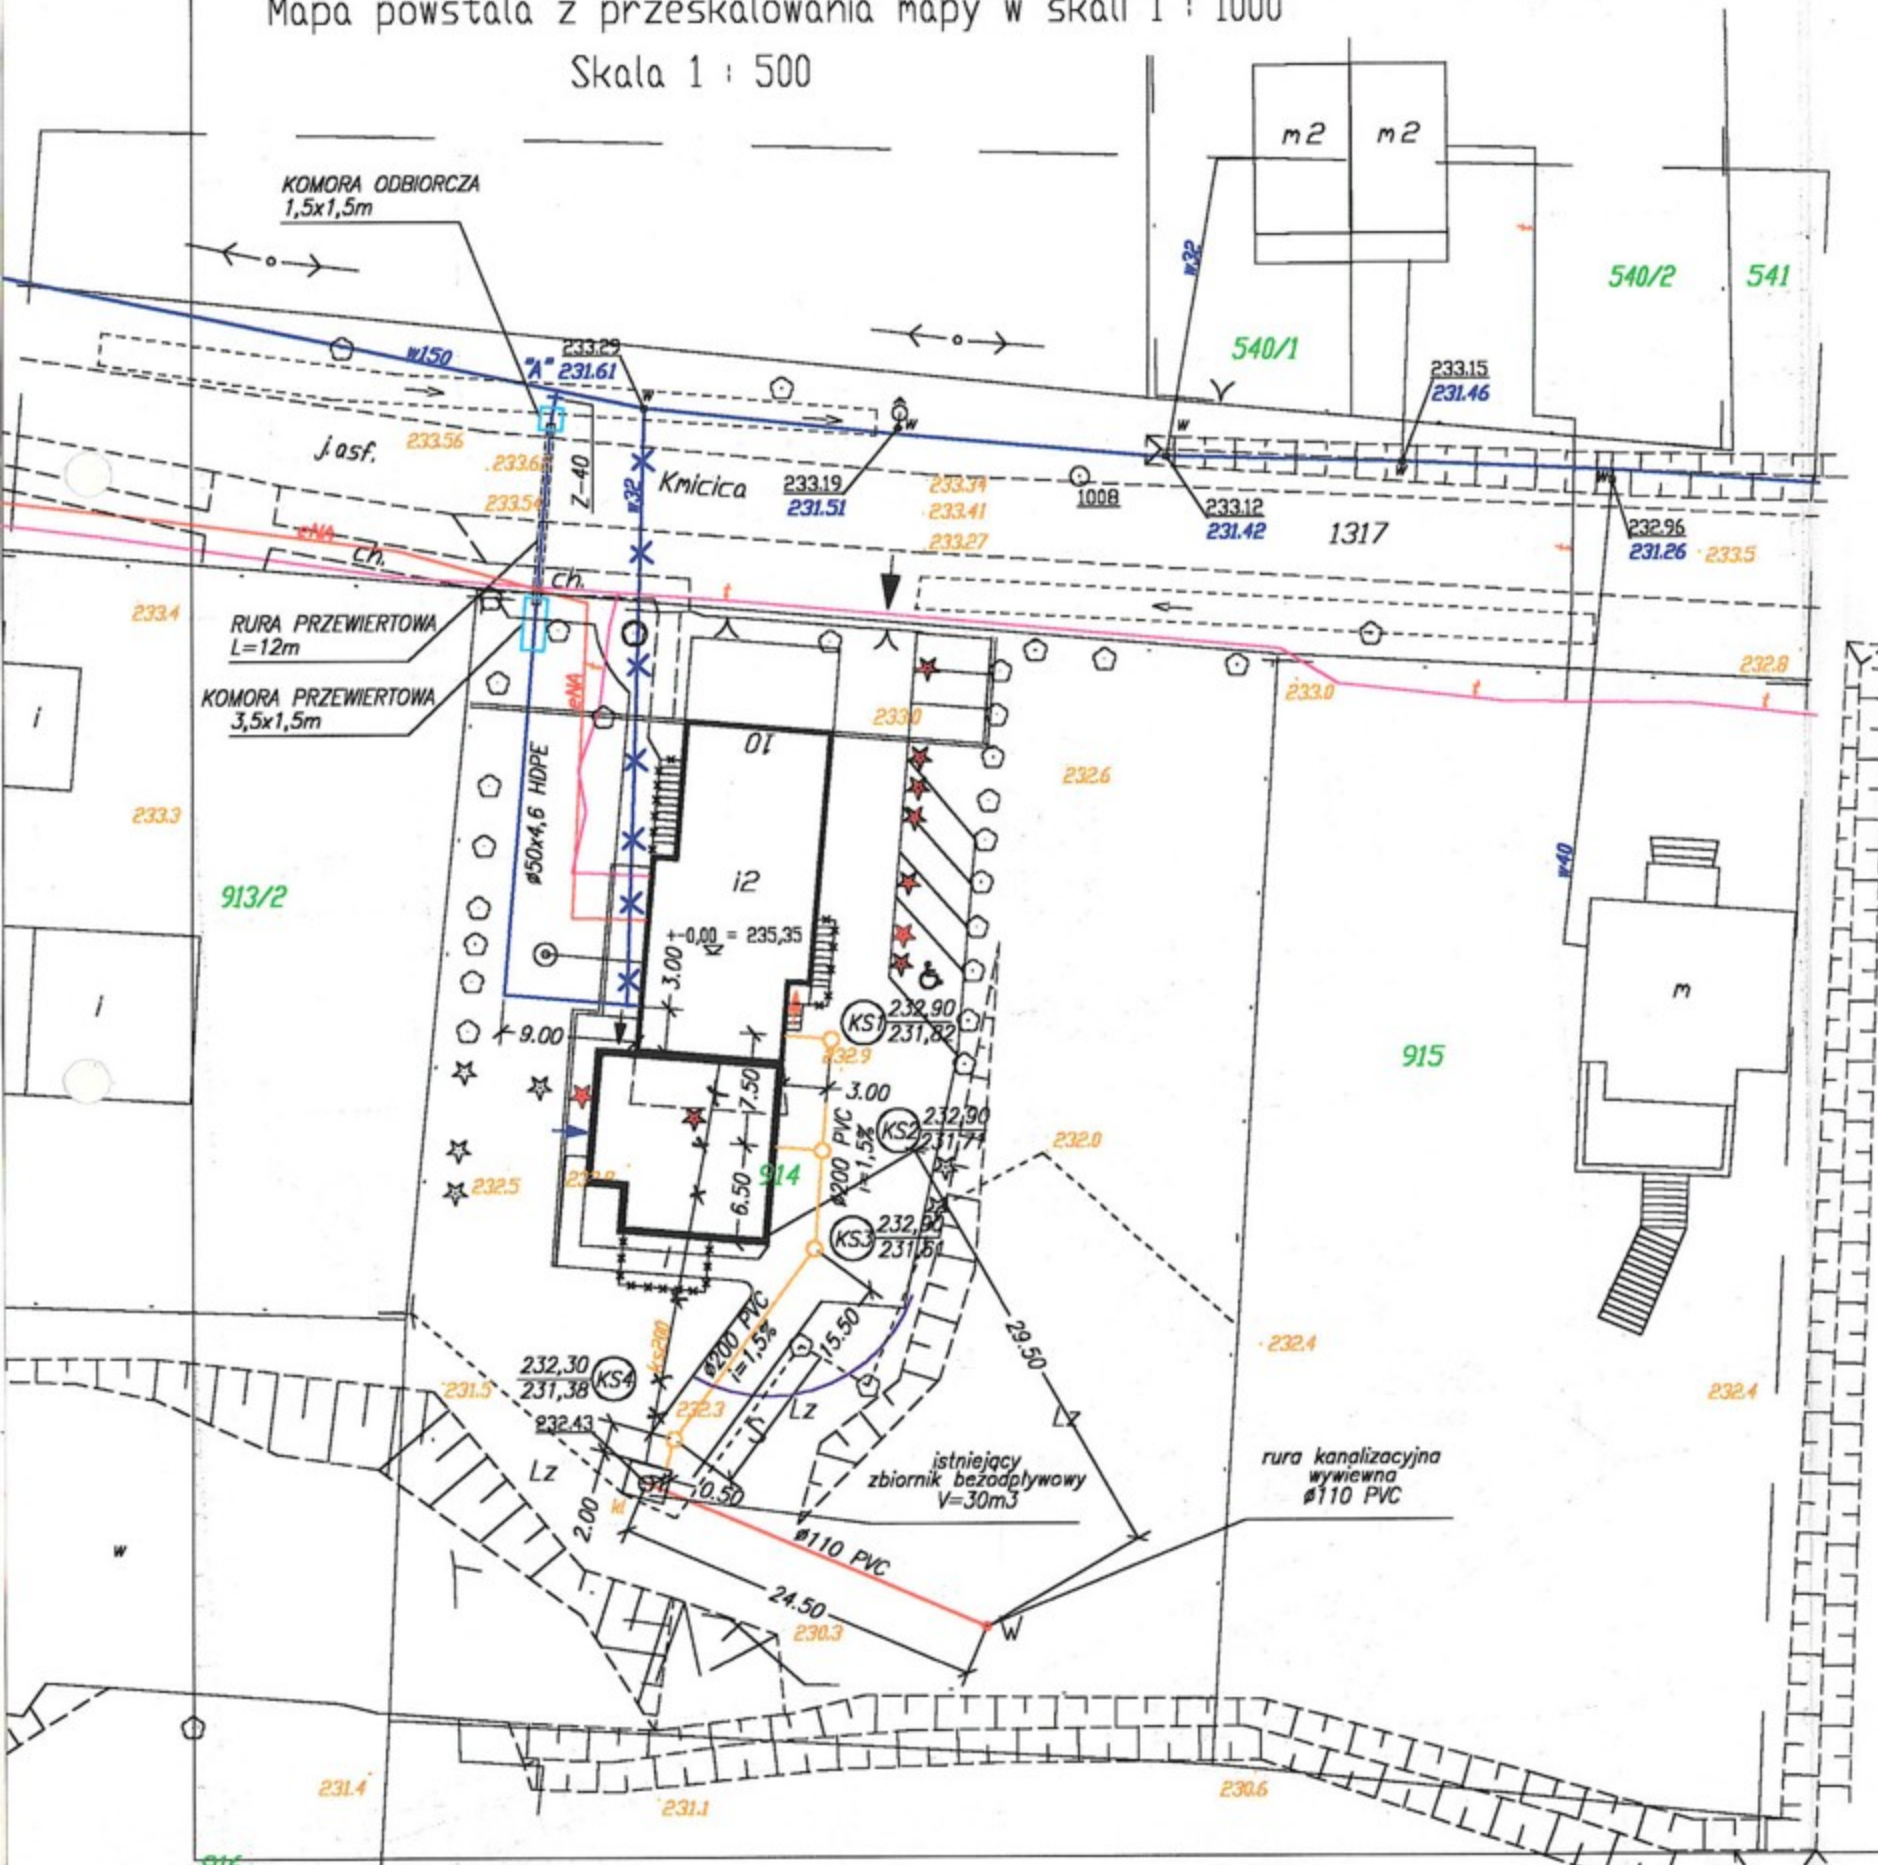 Mapa powstała z przeskalowania mapy w skali 1 : 1000
Skala 1 : 500
m2
m2
KOMORA ODBIORCZA
1,5x1,5m
w32
t
540/2
541
540/1
w150
"A"
233.29
231.61
233.15
231.46
w
w
w
j.asf.
233.56
Z-40
w32
Kmicica
233.54
233.19
231.51
233.34
233.41
233.27
1008
233.12
231.42
1317
232.96
231.26
233.5
eNA
ch.
ch.
t
t
233.4
RURA PRZEWIERTOWA
L=12m
232.8
KOMORA PRZEWIERTOWA
3,5x1,5m
eNA
t
233.0
233.0
t
t
i
10
ø50x4,6 HDPE
232.6
233.3
913/2
i2
w40
+-0,00 = 235,35
3.00
i
m
9.00
KS1
232,90
231,82
232.9
915
7.50
3.00
KS2
232,90
ø200 PVC
i=1,5%
232.0
232.5
914
6.50
KS3
ø200 PVC
i=1,5%
15.50
29.50
ks200
232.4
232,30
231,38
KS4
231.5
232.3
232.4
232.43
Lz
Lz
Lz
istniejący
zbiornik bezodpływowy
V=30m3
rura kanalizacyjna
wywiewna
ø110 PVC
kl
2.00
0.50
ø110 PVC
w
24.50
W
230.3
231.4
231.1
230.6